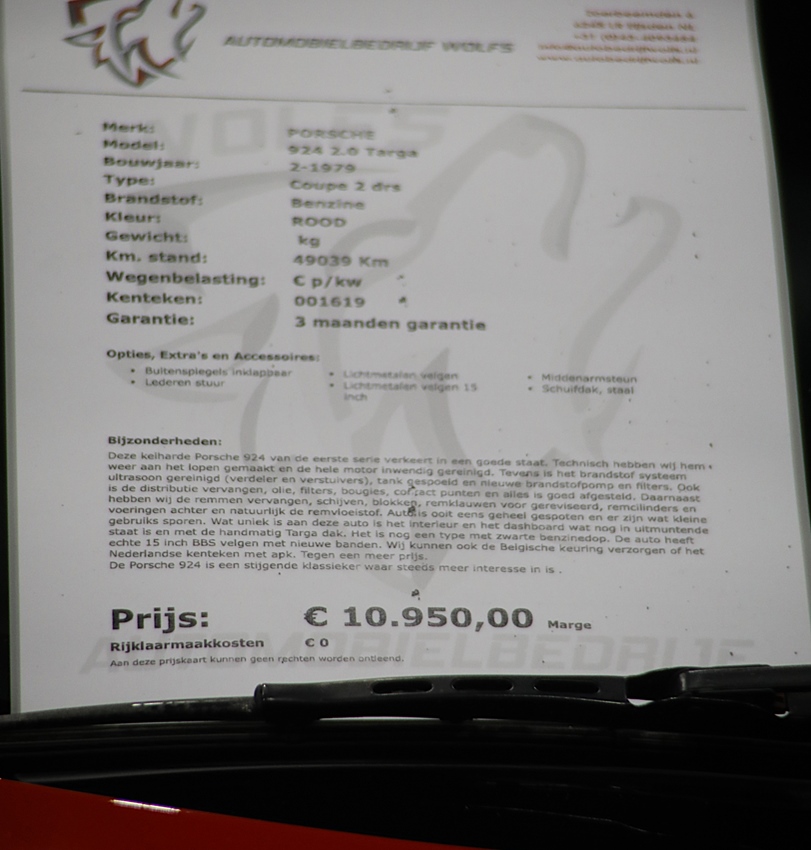 AUTOMOBIELBEDRIJF WOLFS
Merk: PORSCHE
Model: 924 2.0 Targa
Bouwjaar: 2-1979
Type: Coupe 2 drs
Brandstof: Benzine
Kleur: ROOD
Gewicht: kg
Km. stand: 49039 Km
Wegenbelasting: € p/kw
Kenteken: 001619
Garantie: 3 maanden garantie
Opties, Extra's en Accessoires:
• Buitenspiegels inklapbaar • Lichtmetalen velgen • Middenarmsteun
• Lederen stuur • Lichtmetalen velgen 15 • Schuifdak, staal
inch
Bijzonderheden:
Deze keiharde Porsche 924 van de eerste serie verkeert in een goede staat. Technisch hebben wij hem
weer aan het lopen gemaakt en de hele motor inwendig gereinigd. Tevens is het brandstof systeem
ultrasoon gereinigd (verdeler en verstuivers), tank gespoeld en nieuwe brandstofpomp en filters. Ook
is de distributie vervangen, olie, filters, bougies, contact punten en alles is goed afgesteld. Daarnaast
hebben wij de remmen vervangen, schijven, blokken, remklauwen voor gereviseerd, remcilinders en
voeringen achter en natuurlijk de remvloeistof. Auto is ooit eens geheel gespoten en er zijn wat kleine
gebruiks sporen. Wat uniek is aan deze auto is het interieur en het dashboard wat nog in uitmuntende
staat is en met de handmatig Targa dak. Het is nog een type met zwarte benzinedop. De auto heeft
echte 15 inch BBS velgen met nieuwe banden. Wij kunnen ook de Belgische keuring verzorgen of het
Nederlandse kenteken met apk. Tegen een meer prijs.
De Porsche 924 is een stijgende klassieker waar steeds meer interesse in is .
Prijs: € 10.950,00 Marge
Rijklaarmaakkosten € 0
Aan deze prijskaart kunnen geen rechten worden ontleend.